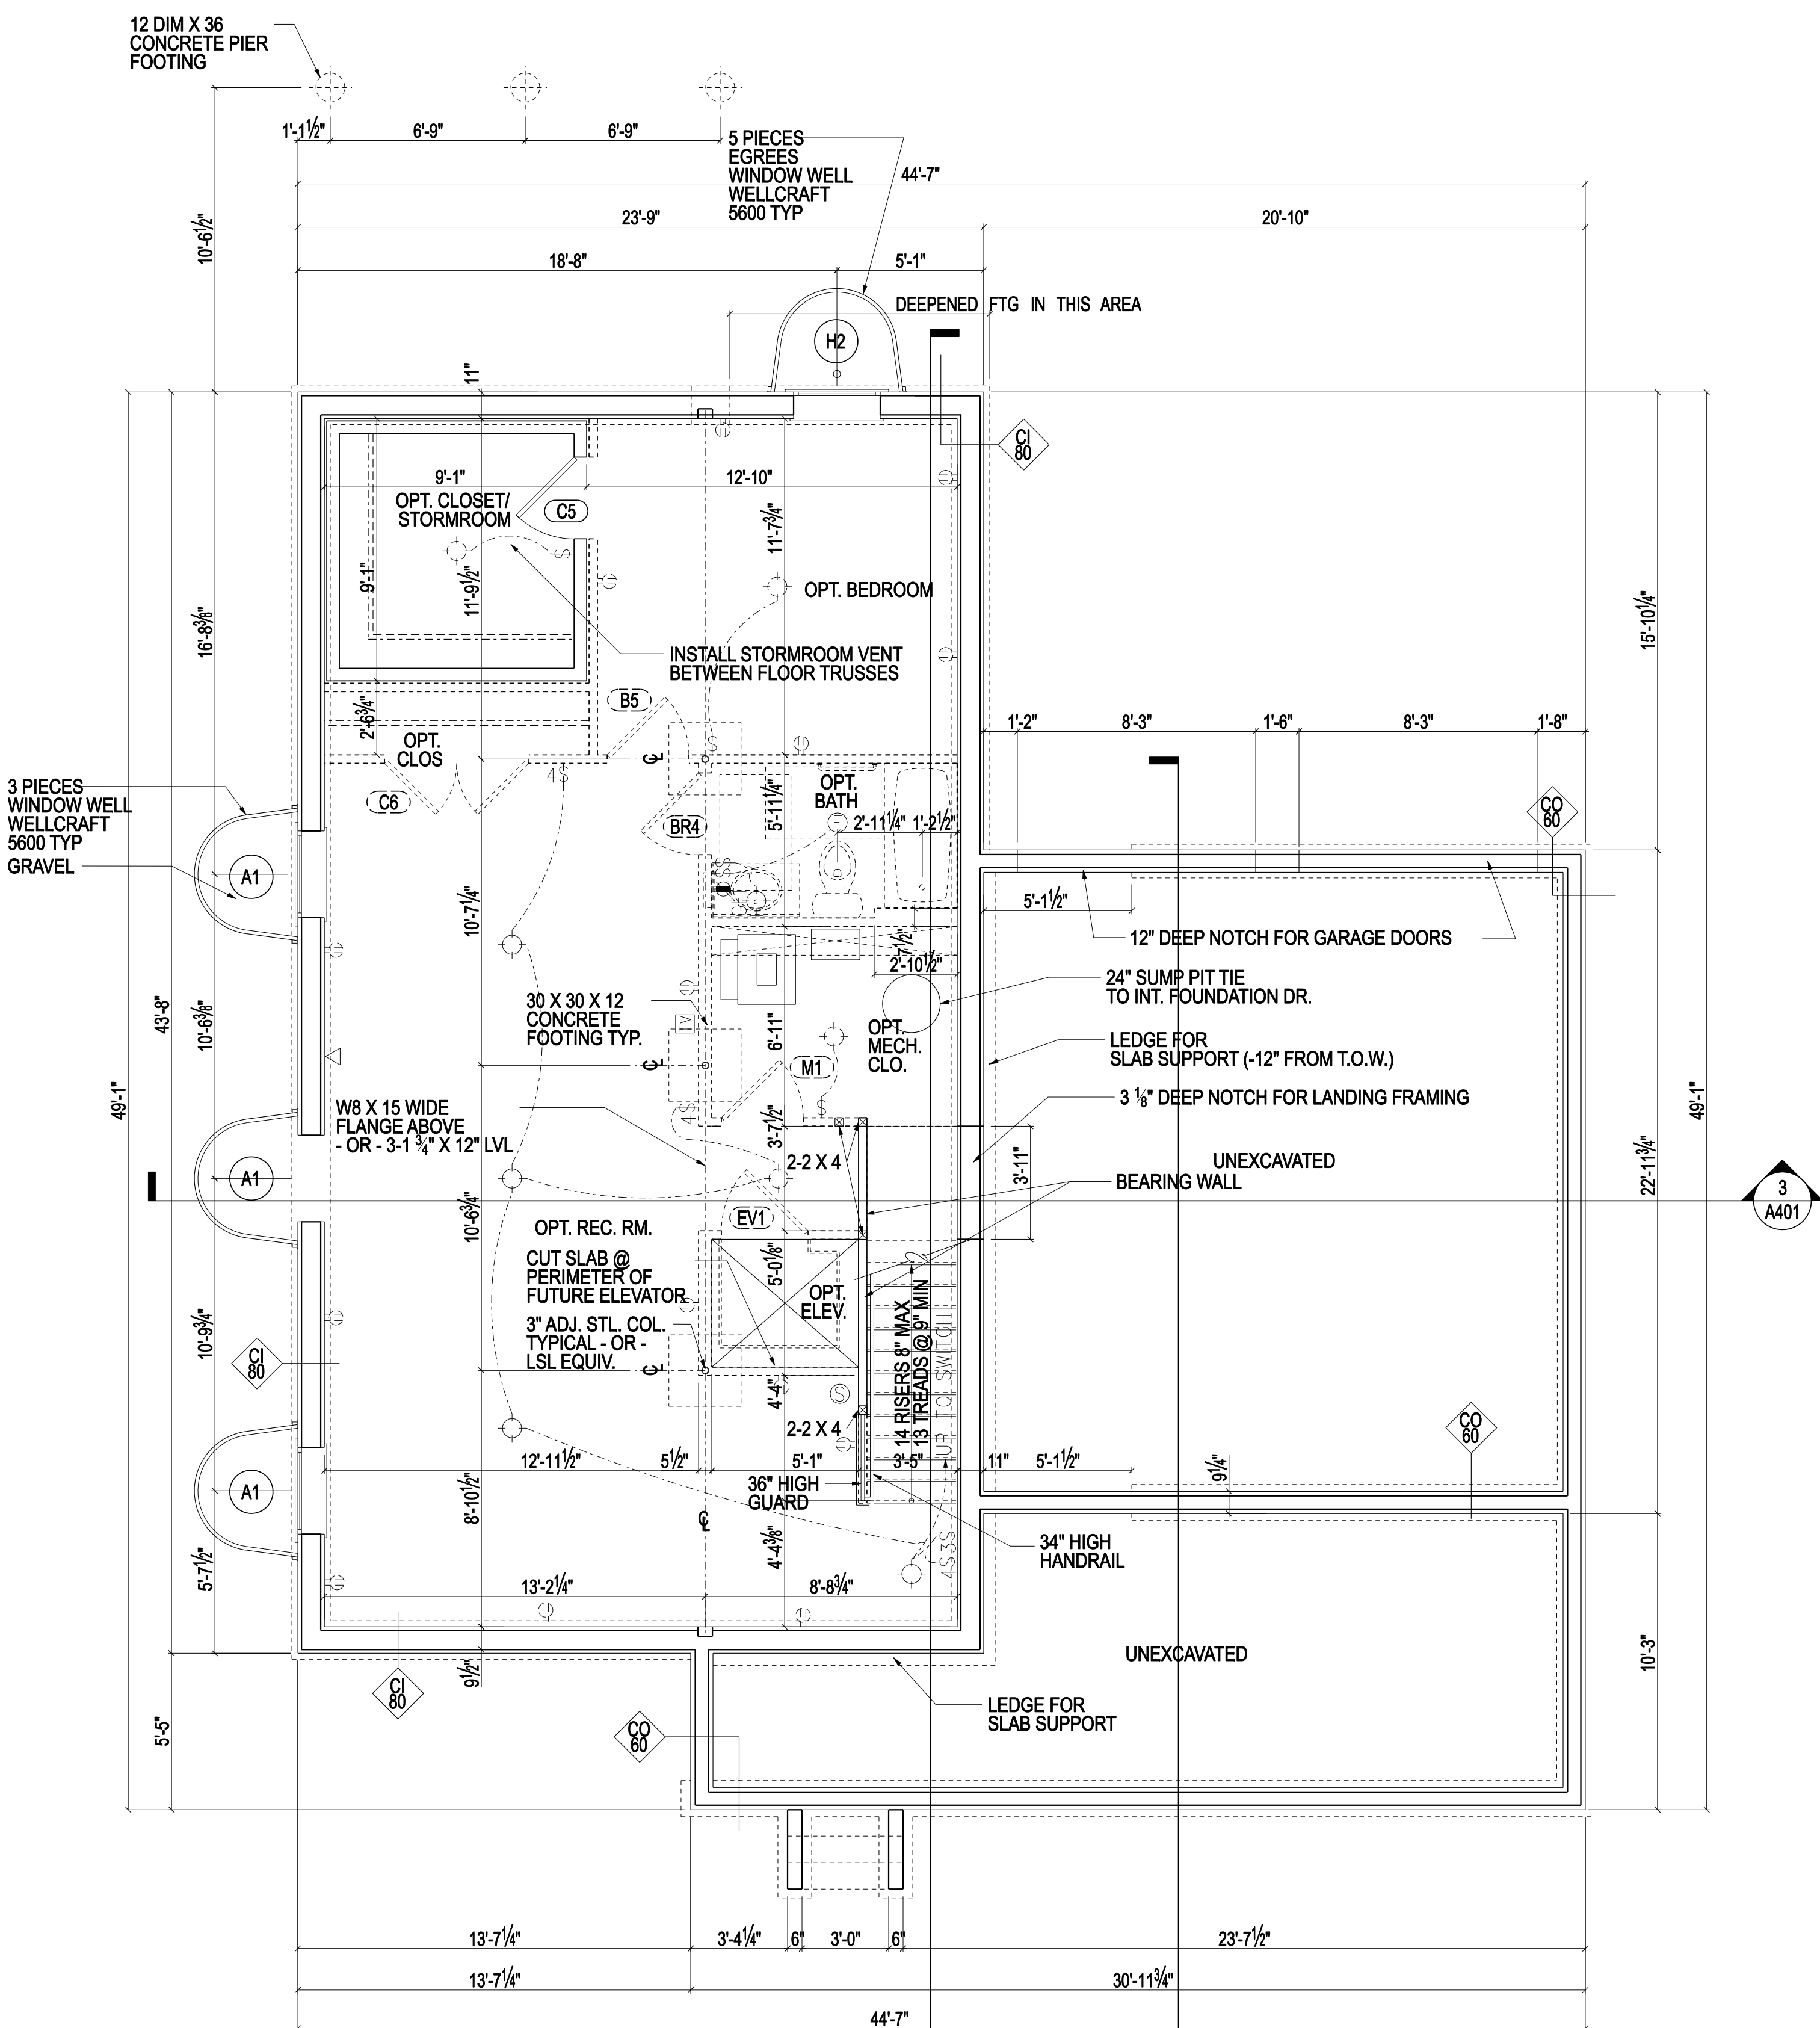 12 DIM X 36
CONCRETE PIER
FOOTING
1'-1½"
6'-9"
6'-9"
5 PIECES
EGREES
WINDOW WELL
WELLCRAFT
5600 TYP
44'-7"
23'-9"
20'-10"
10'-6½"
18'-8"
5'-1"
DEEPENED FTG IN THIS AREA
H2
11"
CI
80
9'-1"
12'-10"
OPT. CLOSET/
STORMROOM
C5
S
11'-7¾"
9'-1"
11'-9½"
OPT. BEDROOM
16'-8⅜"
15'-10¼"
INSTALL STORMROOM VENT
BETWEEN FLOOR TRUSSES
B5
2'-6¾"
OPT.
CLOS
S
1'-2"
8'-3"
1'-6"
8'-3"
1'-8"
4S
C6
3 PIECES
WINDOW WELL
WELLCRAFT
5600 TYP
GRAVEL
OPT.
BATH
BR4
5'-11¼"
F
2'-11¼"
1'-2½"
CO
60
A1
10'-7¼"
5'-1½"
12" DEEP NOTCH FOR GARAGE DOORS
7½"
2'-10½"
24" SUMP PIT TIE
TO INT. FOUNDATION DR.
30 X 30 X 12
CONCRETE
FOOTING TYP.
TV
6'-11"
OPT.
MECH.
CLO.
M1
LEDGE FOR
SLAB SUPPORT (-12" FROM T.O.W.)
43'-8"
10'-6⅜"
49'-1"
49'-1"
3 ⅛" DEEP NOTCH FOR LANDING FRAMING
W8 X 15 WIDE
FLANGE ABOVE
- OR - 3-1 ¾" X 12" LVL
4S
S
3'-7½"
2-2 X 4
3'-11"
UNEXCAVATED
22'-11¾"
BEARING WALL
A1
3
A401
10'-6¾"
EV1
OPT. REC. RM.
CUT SLAB @
PERIMETER OF
FUTURE ELEVATOR
5'-0⅛"
OPT.
ELEV.
14 RISERS 8" MAX
13 TREADS @ 9" MIN
UP TO SWITCH
3" ADJ. STL. COL.
TYPICAL - OR -
LSL EQUIV.
10'-9¾"
CI
80
4'-4"
S
2-2 X 4
CO
60
12'-11½"
5½"
5'-1"
3'-5"
11"
5'-1½"
9¼"
A1
8'-10½"
36" HIGH
GUARD
34" HIGH
HANDRAIL
4'-4⅜"
4S3S
5'-7½"
13'-2¼"
8'-8¾"
UNEXCAVATED
10'-3"
9½"
CI
80
LEDGE FOR
SLAB SUPPORT
5'-5"
CO
60
13'-7¼"
3'-4¼"
6"
3'-0"
6"
23'-7½"
13'-7¼"
30'-11¾"
44'-7"